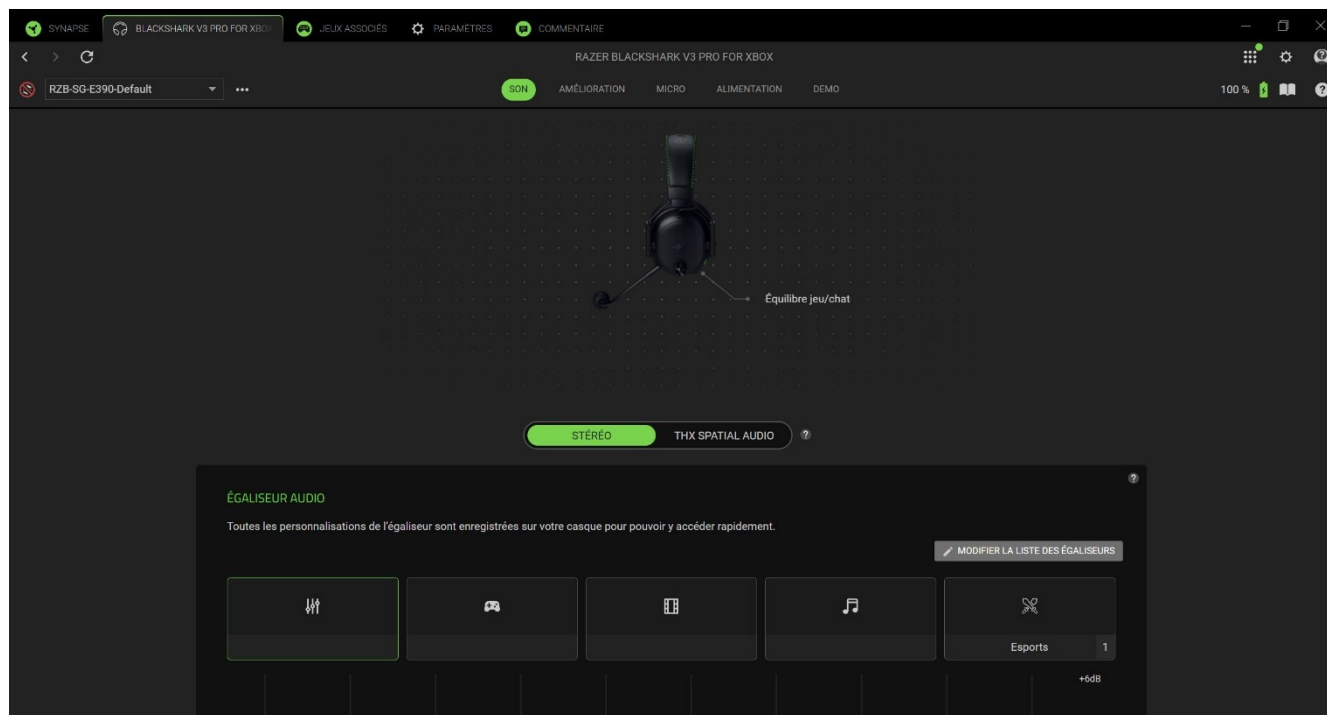 SYNAPSE
BLACKSHARK V3 PRO FOR XBOX
JEUX ASSOCIÉS
PARAMÈTRES
COMMENTAIRE
RAZER BLACKSHARK V3 PRO FOR XBOX
RZB-SG-E390-Default
SON
AMÉLIORATION
MICRO
ALIMENTATION
DEMO
100 %
Équilibre jeu/chat
STÉRÉO
THX SPATIAL AUDIO
?
?
ÉGALISEUR AUDIO
Toutes les personnalisations de l'égaliseur sont enregistrées sur votre casque pour pouvoir y accéder rapidement.
MODIFIER LA LISTE DES ÉGALISEURS
Esports 1
+6dB